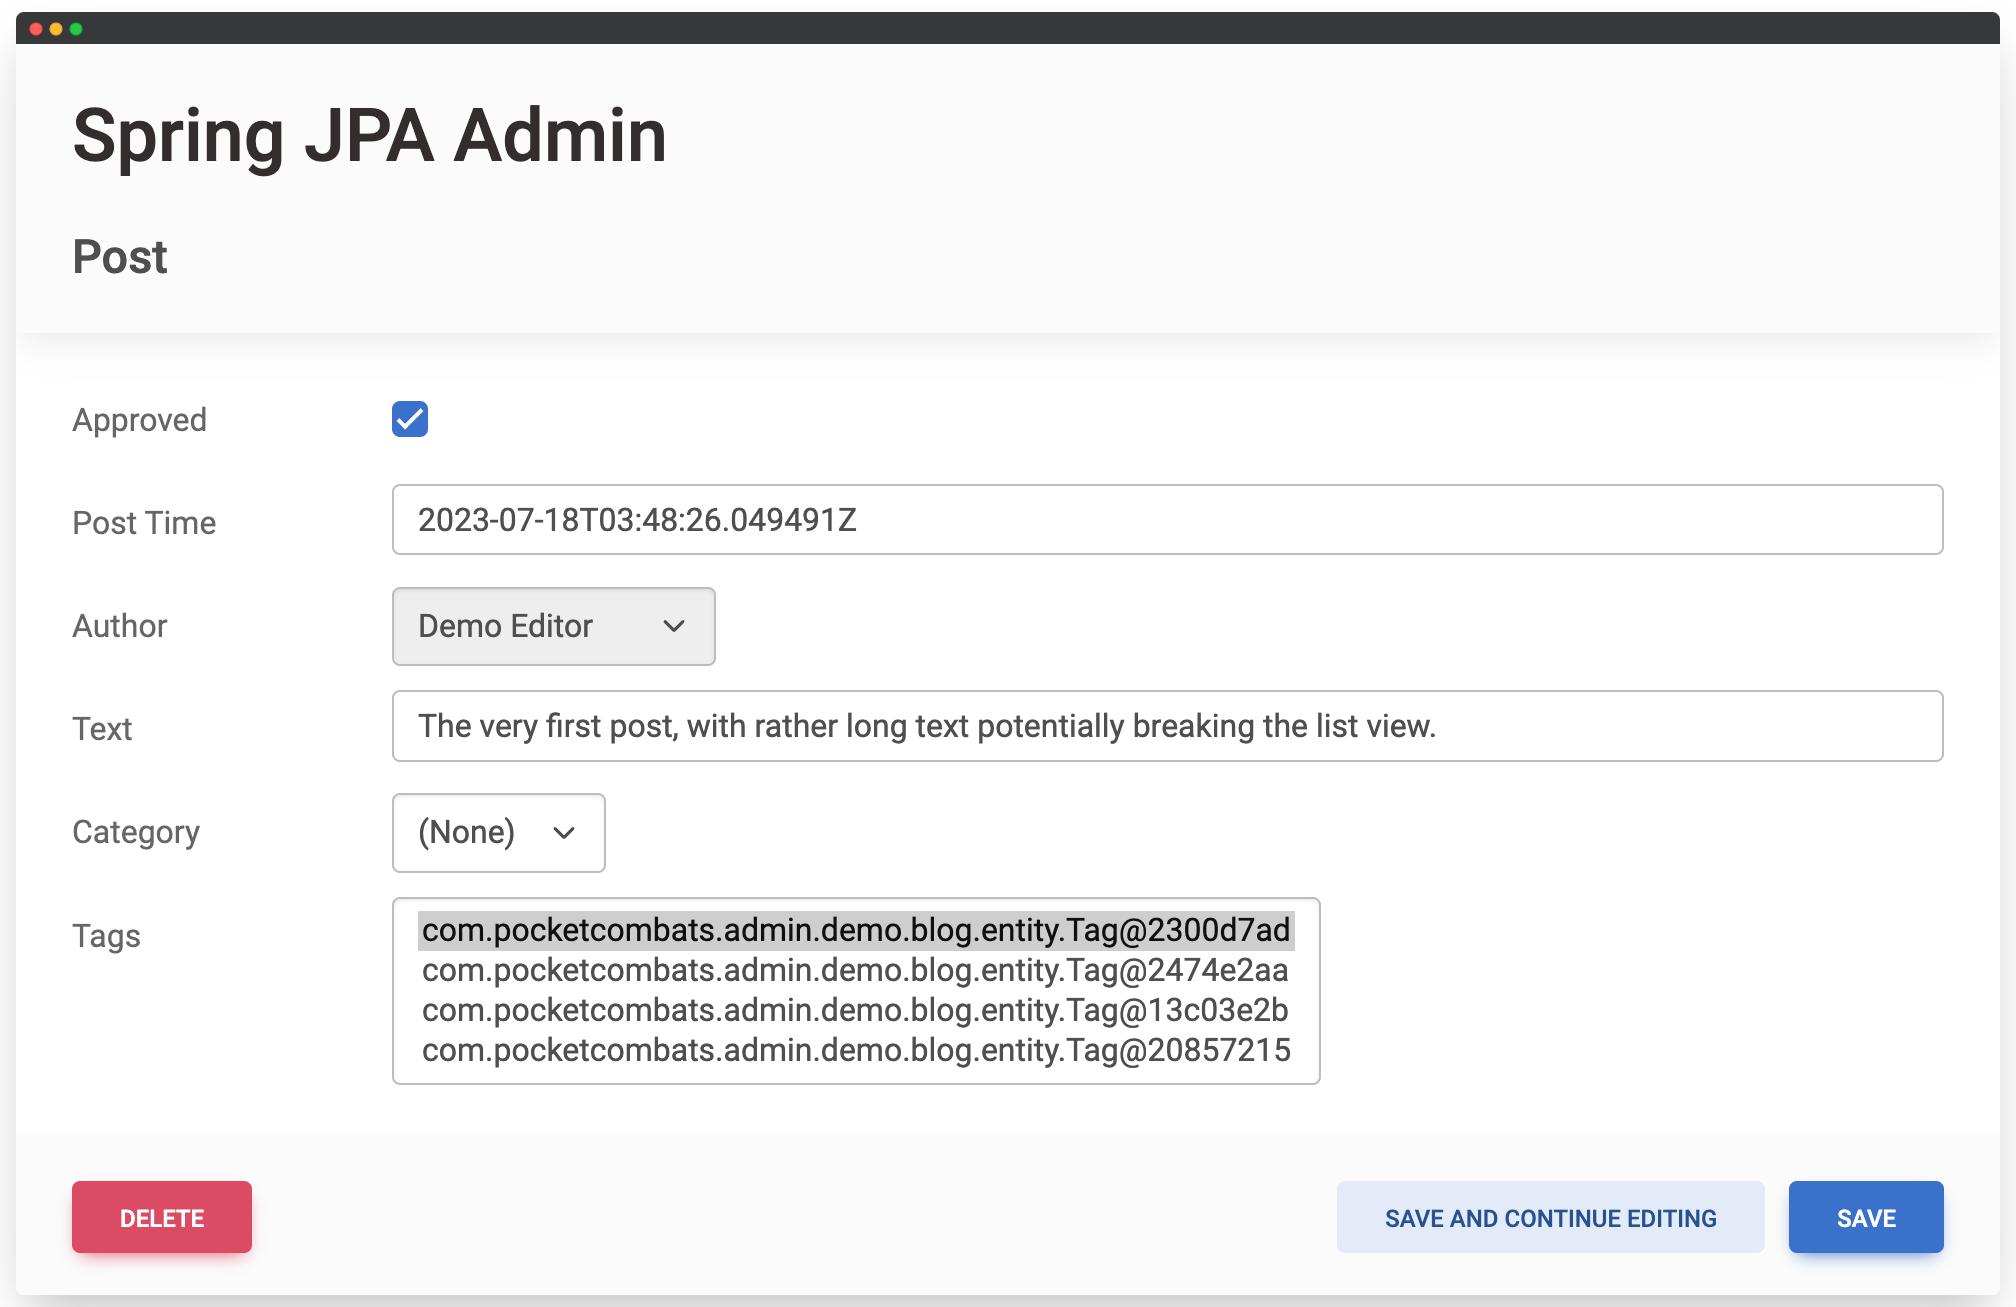 Spring JPA Admin
Post
Approved
Post Time
2023-07-18T03:48:26.049491Z
Author
Demo Editor
Text
The very first post, with rather long text potentially breaking the list view.
Category
(None)
Tags
com.pocketcombats.admin.demo.blog.entity.Tag@2300d7ad
com.pocketcombats.admin.demo.blog.entity.Tag@2474e2aa
com.pocketcombats.admin.demo.blog.entity.Tag@13c03e2b
com.pocketcombats.admin.demo.blog.entity.Tag@20857215
DELETE
SAVE AND CONTINUE EDITING
SAVE